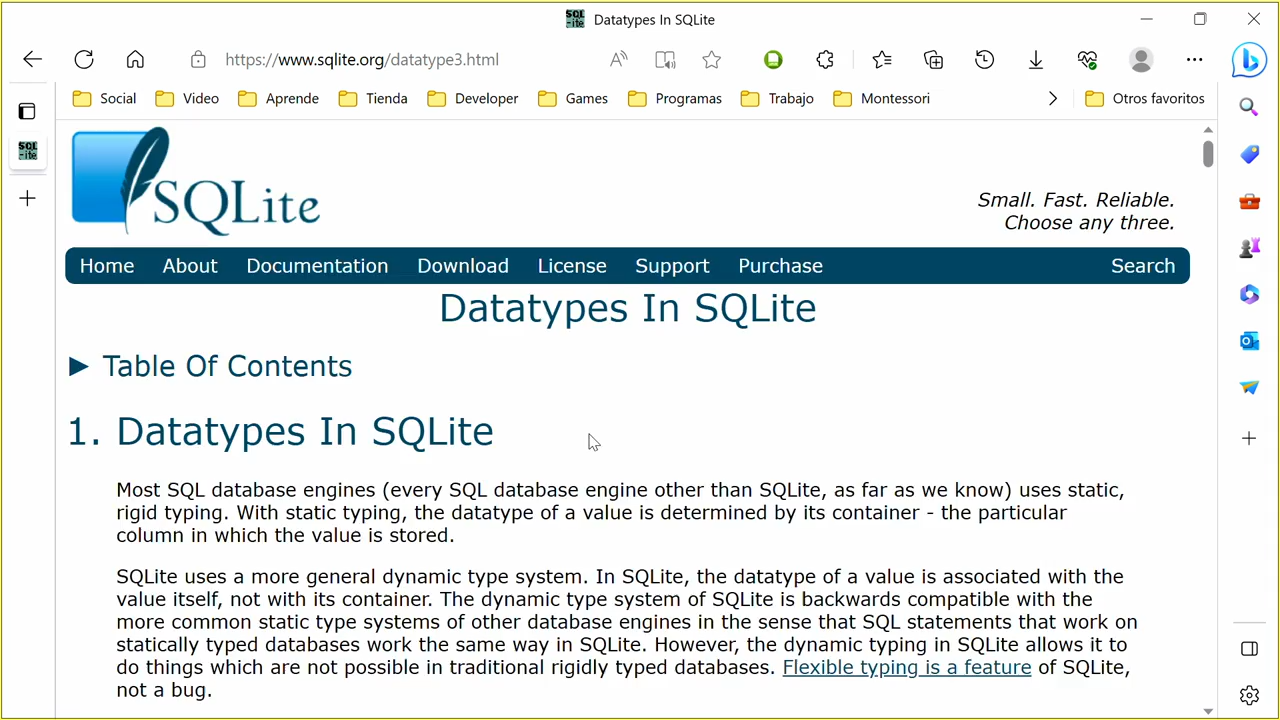 SQL
-ite
Datatypes In SQLite
https://www.sqlite.org/datatype3.html
Social
Video
Aprende
Tienda
Developer
Games
Programas
Trabajo
Montessori
Otros favoritos
SQL
-ite
SQLite
Small. Fast. Reliable.
Choose any three.
Home
About
Documentation
Download
License
Support
Purchase
Search
Datatypes In SQLite
► Table Of Contents
1. Datatypes In SQLite
Most SQL database engines (every SQL database engine other than SQLite, as far as we know) uses static,
rigid typing. With static typing, the datatype of a value is determined by its container - the particular
column in which the value is stored.
SQLite uses a more general dynamic type system. In SQLite, the datatype of a value is associated with the
value itself, not with its container. The dynamic type system of SQLite is backwards compatible with the
more common static type systems of other database engines in the sense that SQL statements that work on
statically typed databases work the same way in SQLite. However, the dynamic typing in SQLite allows it to
do things which are not possible in traditional rigidly typed databases. Flexible typing is a feature of SQLite,
not a bug.